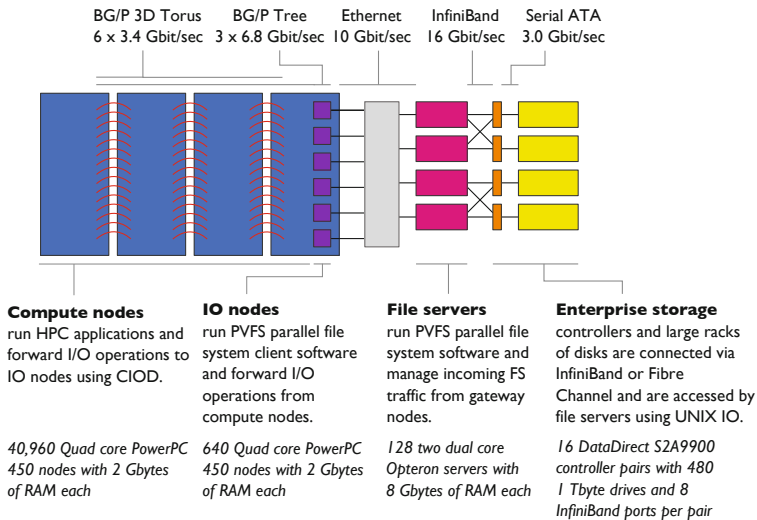 BG/P 3D Torus
6 x 3.4 Gbit/sec
BG/P Tree
3 x 6.8 Gbit/sec
Ethernet
10 Gbit/sec
InfiniBand
16 Gbit/sec
Serial ATA
3.0 Gbit/sec
Compute nodes
run HPC applications and
forward I/O operations to
IO nodes using CIOD.
40,960 Quad core PowerPC
450 nodes with 2 Gbytes
of RAM each
IO nodes
run PVFS parallel file
system client software
and forward I/O
operations from
compute nodes.
640 Quad core PowerPC
450 nodes with 2 Gbytes
of RAM each
File servers
run PVFS parallel file
system software and
manage incoming FS
traffic from gateway
nodes.
128 two dual core
Opteron servers with
8 Gbytes of RAM each
Enterprise storage
controllers and large racks
of disks are connected via
InfiniBand or Fibre
Channel and are accessed by
file servers using UNIX IO.
16 DataDirect S2A9900
controller pairs with 480
1 Tbyte drives and 8
InfiniBand ports per pair